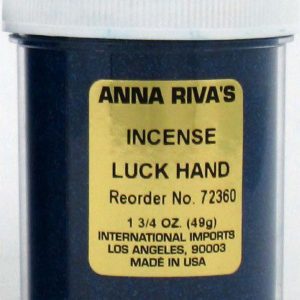 ANNA RIVA'S
INCENSE
LUCK HAND
Reorder No. 72360
1 3/4 OZ. (49g)
INTERNATIONAL IMPORTS
LOS ANGELES, 90003
MADE IN USA